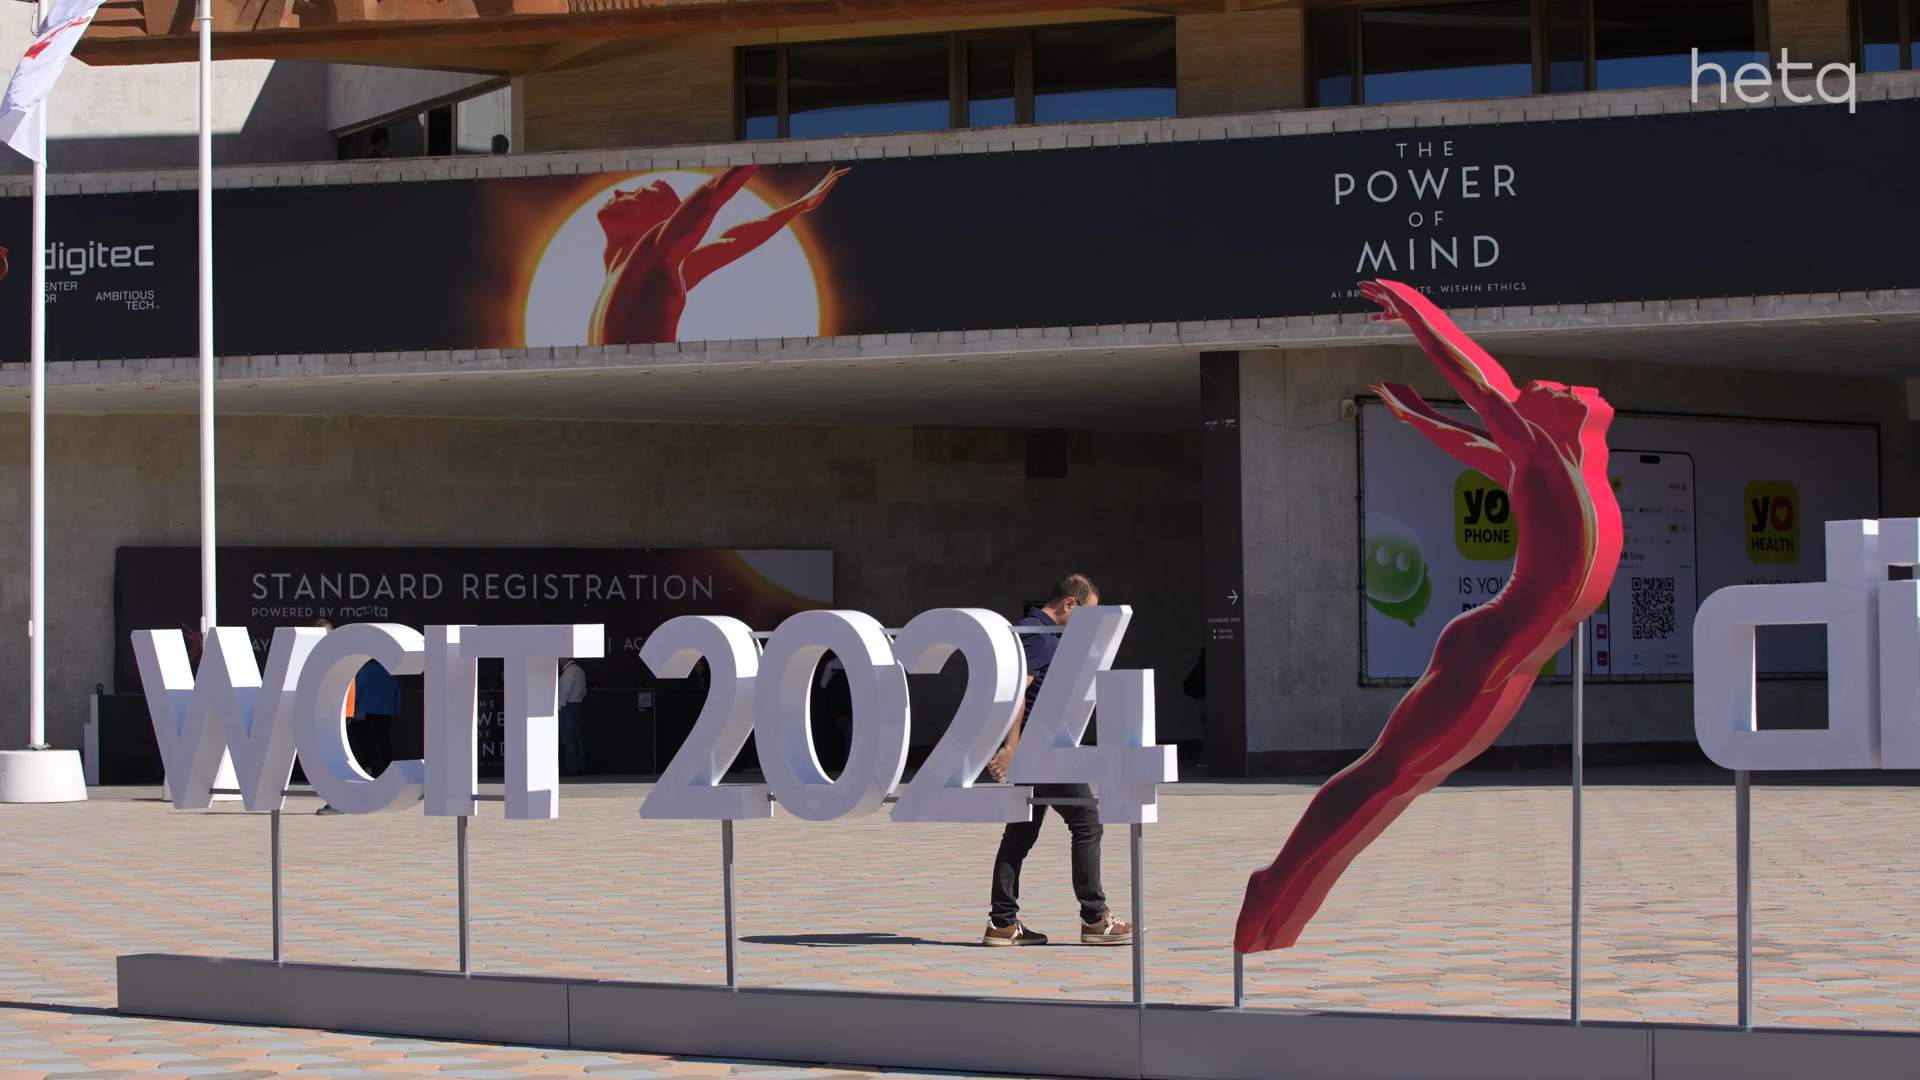 hetq
THE
POWER
OF
MIND
WITHIN ETHICS
digitec
AMBITIOUS
TECH
STANDARD REGISTRATION
POWERED BY
yo
PHONE
yo
HEALTH
IS
WCIT 2024